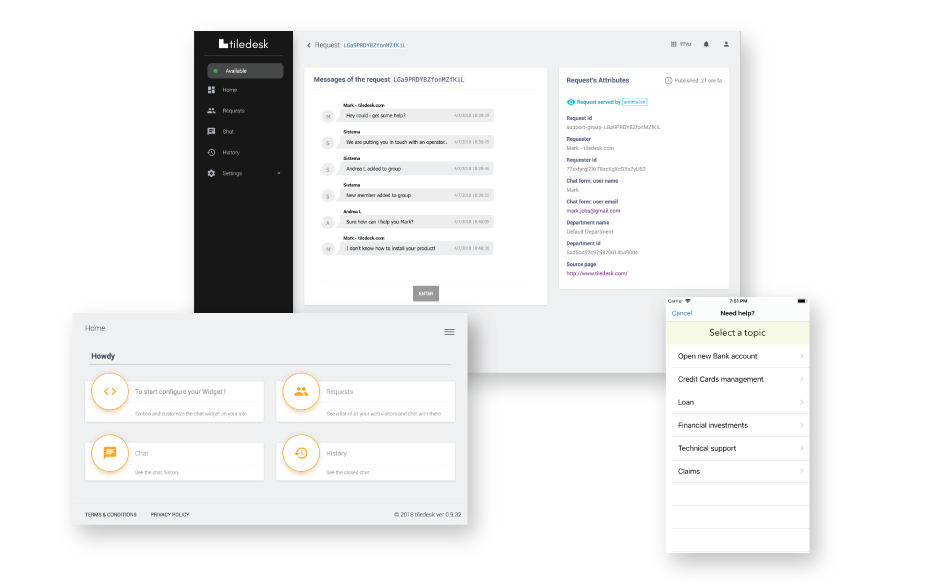 tiledesk
Available
Home
Requests
Chat
History
Settings
Request LGa9PRDYBZfonMZfKiL
TTYU
Messages of the request LGa9PRDYBZfonMZfKiL
Mark - tiledesk.com
M
Hey could i get some help?
Sistema
S
We are putting you in touch with an operator..
Sistema
S
Andrea L added to group
Sistema
S
New member added to group
Andrea L
A
Sure how can i help you Mark?
Mark - tiledesk.com
M
I don't know how to install your product!
ENTER
Request's Attributes
Published: 21 ore fa
Request served by andrea leo
Request Id
support-group-LGa9PRDYBZfonMZfKiL
Requester
Mark - tiledesk.com
Requester Id
Chat form: user name
Mark
Chat form: user email
mark.jobs@gmail.com
Department name
Default Department
Department Id
Source page
http://www.tiledesk.com/
Home
Howdy
To start configure your Widget !
Embed and customize the chat widget on your site
Requests
See a list of all your web visitors and chat with them
Chat
See the chat history
History
See the closed chat
TERMS & CONDITIONS PRIVACY POLICY
© 2018 tiledesk ver 0.9.32
Carrier 7:51 PM
Cancel Need help?
Select a topic
Open new Bank account
Credit Cards management
Loan
Financial investments
Technical support
Claims